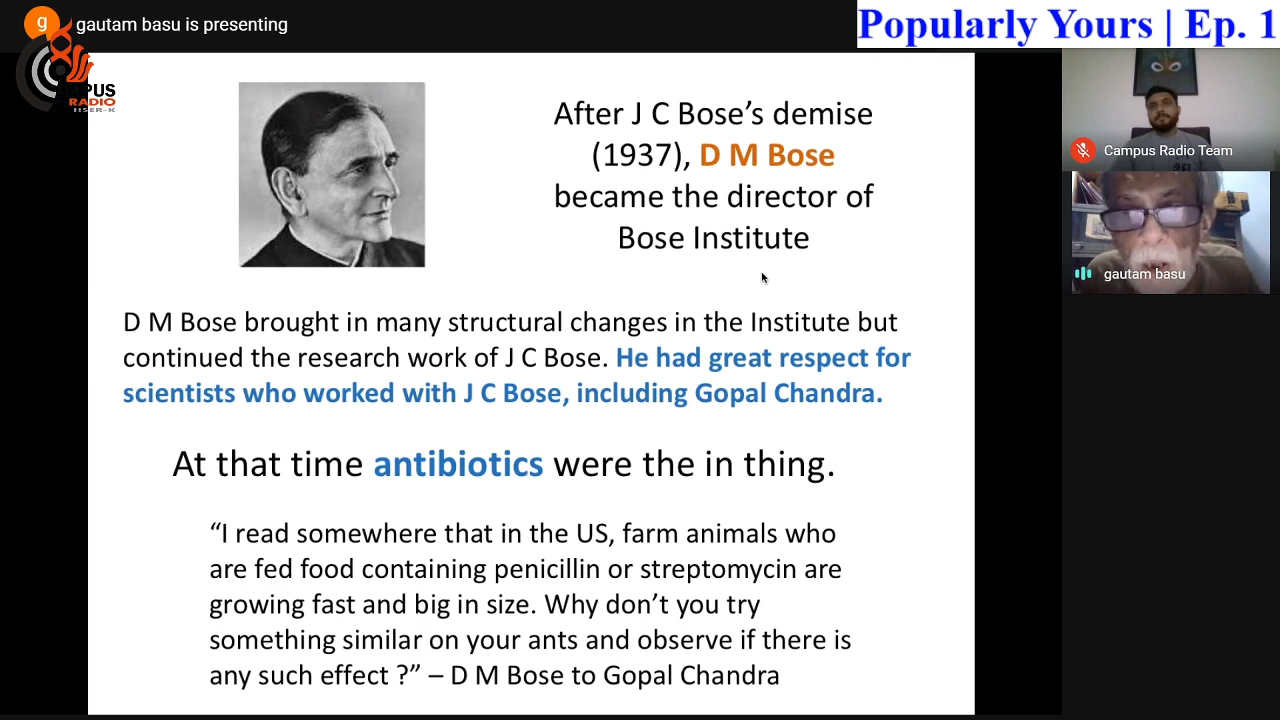 g
gautam basu is presenting
Popularly Yours | Ep. 1
RADIO
IISER-K
After J C Bose’s demise
(1937), D M Bose
became the director of
Bose Institute
D M Bose brought in many structural changes in the Institute but
continued the research work of J C Bose. He had great respect for
scientists who worked with J C Bose, including Gopal Chandra.
At that time antibiotics were the in thing.
“I read somewhere that in the US, farm animals who
are fed food containing penicillin or streptomycin are
growing fast and big in size. Why don’t you try
something similar on your ants and observe if there is
any such effect ?” – D M Bose to Gopal Chandra
Campus Radio Team
gautam basu